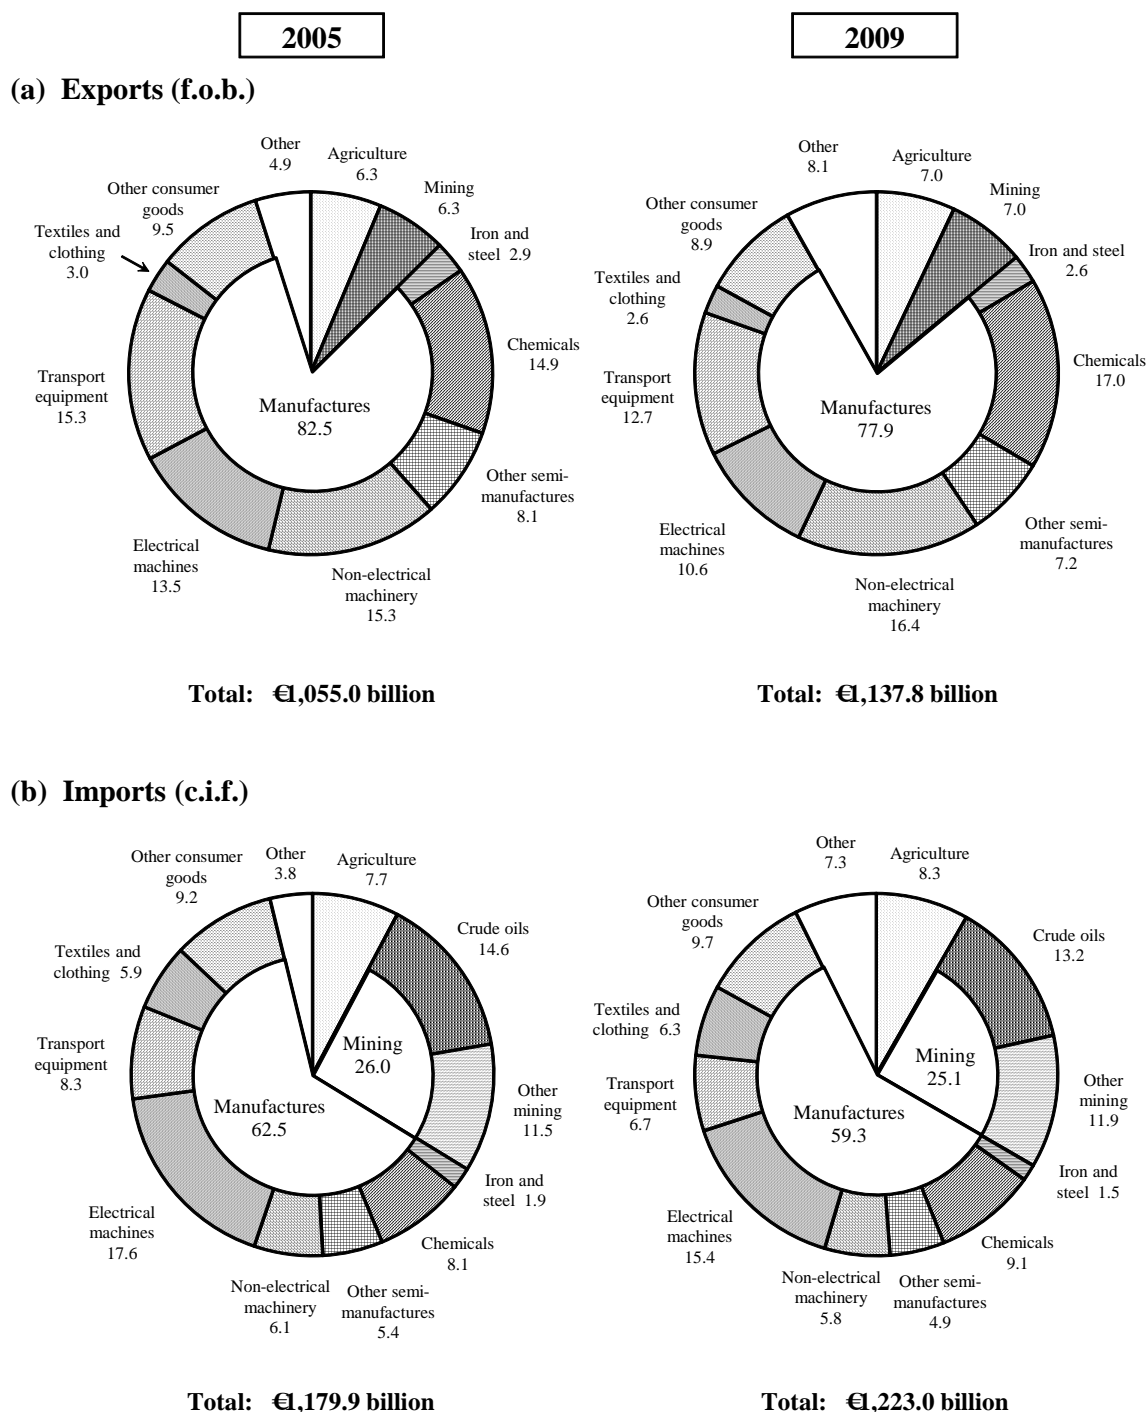 2005
2009
(a) Exports (f.o.b.)
Other
4.9
Agriculture
6.3
Mining
6.3
Iron and
steel 2.9
Chemicals
14.9
Other semi-
manufactures
8.1
Non-electrical
machinery
15.3
Electrical
machines
13.5
Transport
equipment
15.3
Textiles and
clothing
3.0
Other consumer
goods
9.5
Manufactures
82.5
Total: €1,055.0 billion
Other
8.1
Agriculture
7.0
Mining
7.0
Iron and steel
2.6
Chemicals
17.0
Other semi-
manufactures
7.2
Non-electrical
machinery
16.4
Electrical
machines
10.6
Transport
equipment
12.7
Textiles and
clothing
2.6
Other consumer
goods
8.9
Manufactures
77.9
Total: €1,137.8 billion
(b) Imports (c.i.f.)
Other
3.8
Agriculture
7.7
Crude oils
14.6
Mining
26.0
Other
mining
11.5
Iron and
steel 1.9
Chemicals
8.1
Other semi-
manufactures
5.4
Non-electrical
machinery
6.1
Electrical
machines
17.6
Transport
equipment
8.3
Textiles and
clothing 5.9
Other consumer
goods
9.2
Manufactures
62.5
Total: €1,179.9 billion
Other
7.3
Agriculture
8.3
Crude oils
13.2
Mining
25.1
Other
mining
11.9
Iron and
steel 1.5
Chemicals
9.1
Other semi-
manufactures
4.9
Non-electrical
machinery
5.8
Electrical
machines
15.4
Transport
equipment
6.7
Textiles and
clothing 6.3
Other consumer
goods
9.7
Manufactures
59.3
Total: €1,223.0 billion